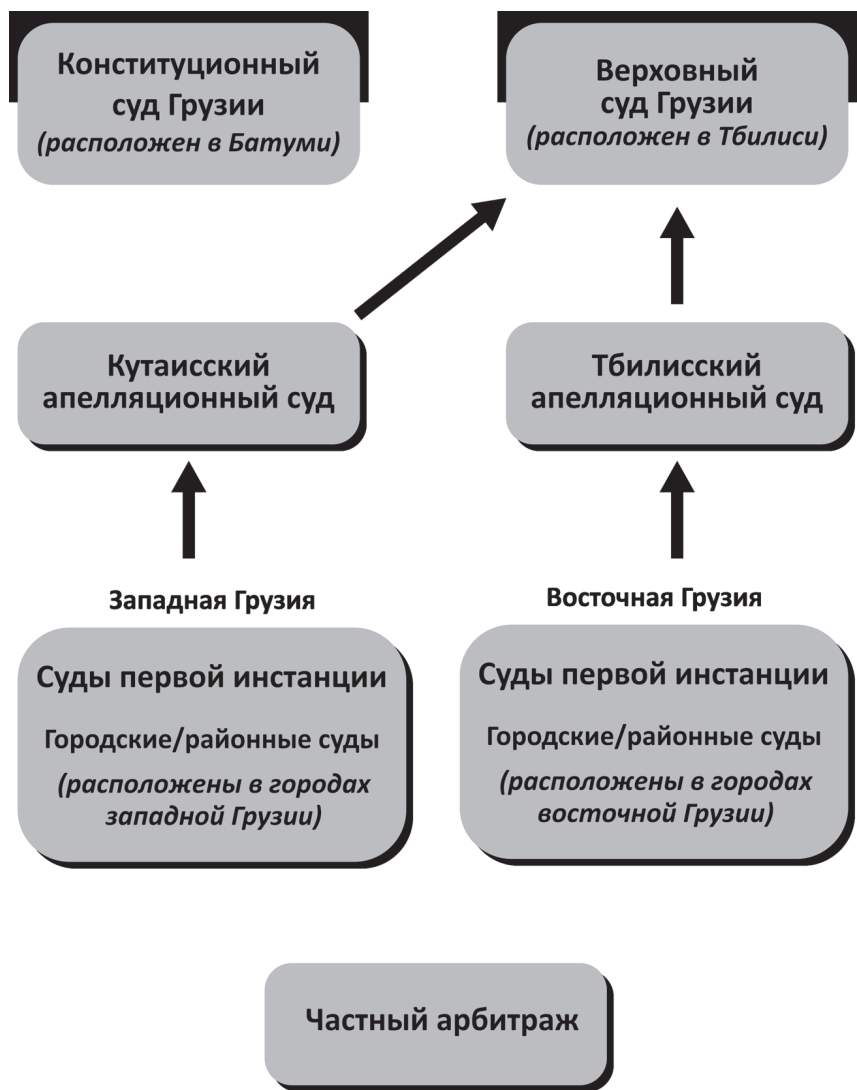 Конституционный
суд Грузии
(расположен в Батуми)
Верховный
суд Грузии
(расположен в Тбилиси)
Кутаисский
апелляционный суд
Тбилисский
апелляционный суд
Западная Грузия
Суды первой инстанции
Городские/районные суды
(расположены в городах
западной Грузии)
Восточная Грузия
Суды первой инстанции
Городские/районные суды
(расположены в городах
восточной Грузии)
Частный арбитраж